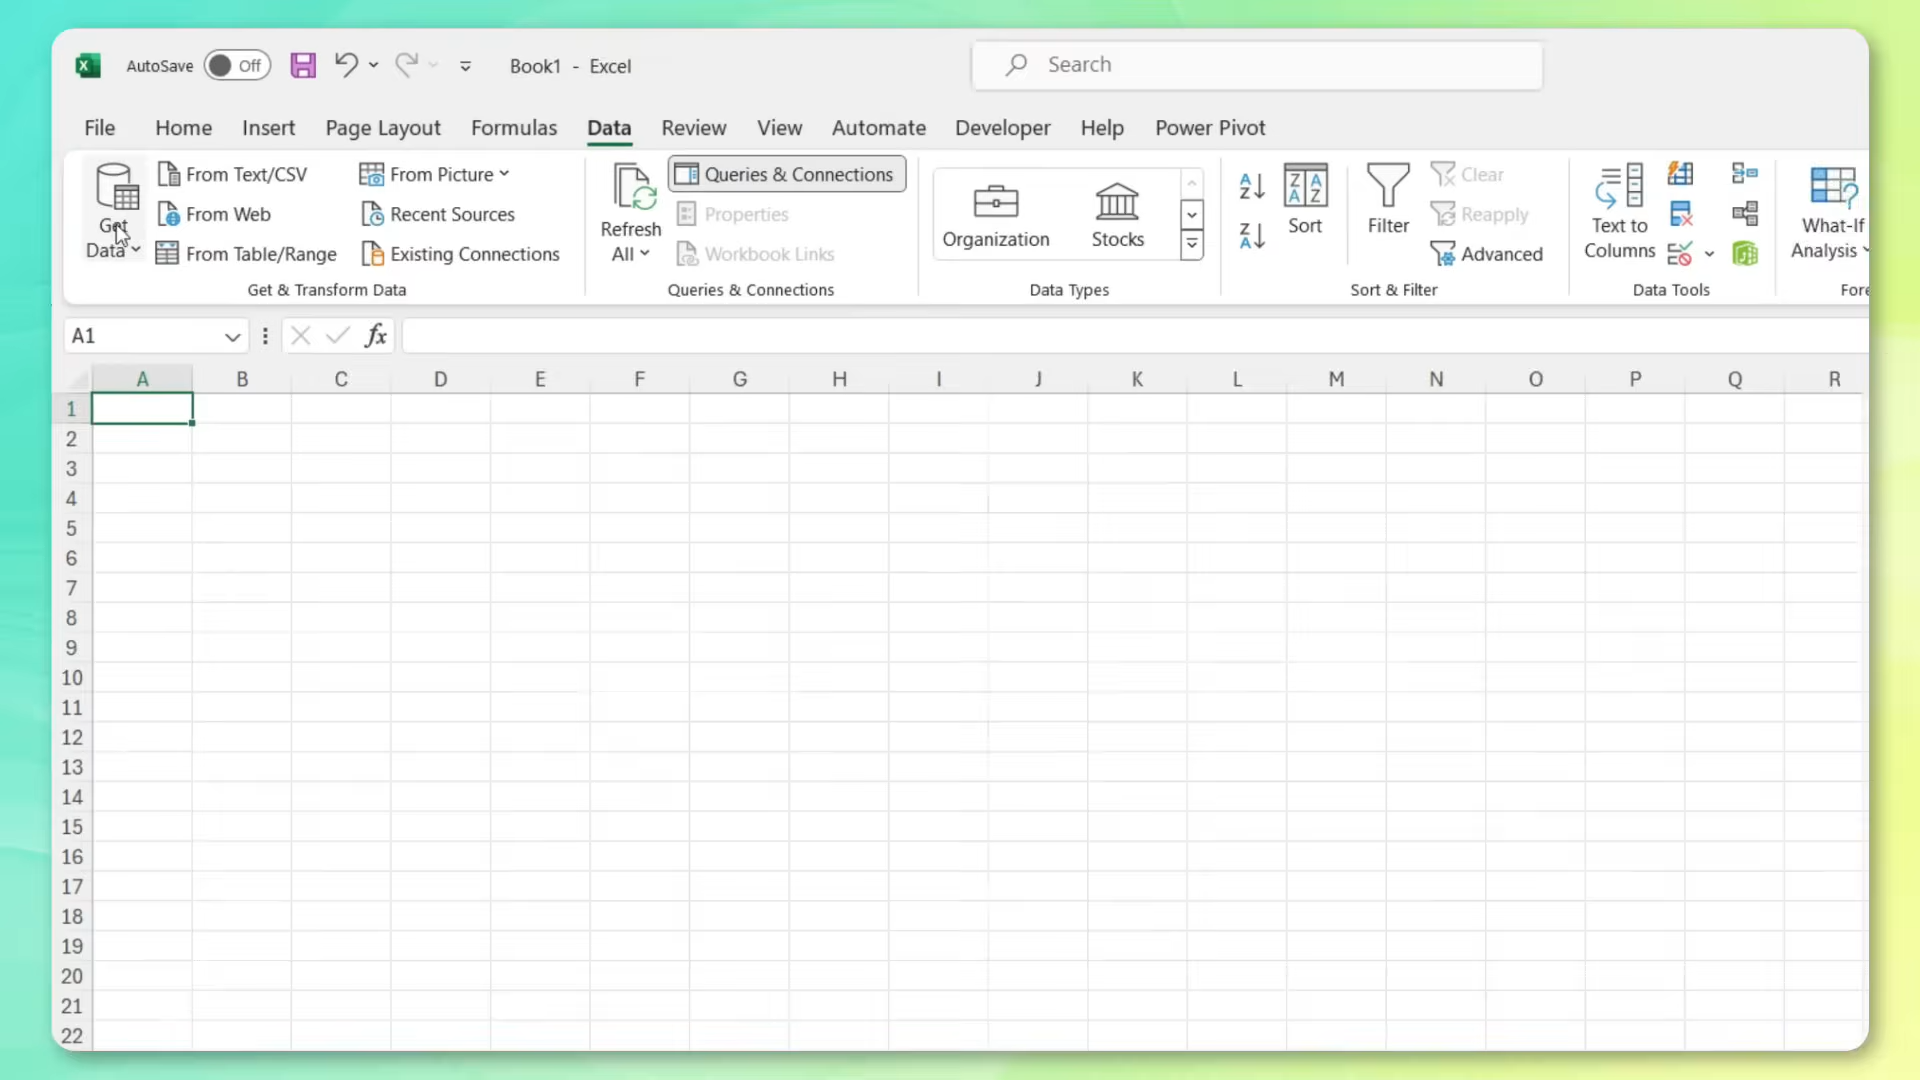 AutoSave Off Book1 - Excel Search
File Home Insert Page Layout Formulas Data Review View Automate Developer Help Power Pivot
Get Data
From Text/CSV
From Web
From Table/Range
From Picture
Recent Sources
Existing Connections
Get & Transform Data
Refresh All
Queries & Connections
Properties
Workbook Links
Queries & Connections
Organization
Stocks
Data Types
Sort
Filter
Clear
Reapply
Advanced
Sort & Filter
Text to
Columns
Data Tools
What-If
Analysis
Fore
A1
fx
A B C D E F G H I J K L M N O P Q R
1
2
3
4
5
6
7
8
9
10
11
12
13
14
15
16
17
18
19
20
21
22